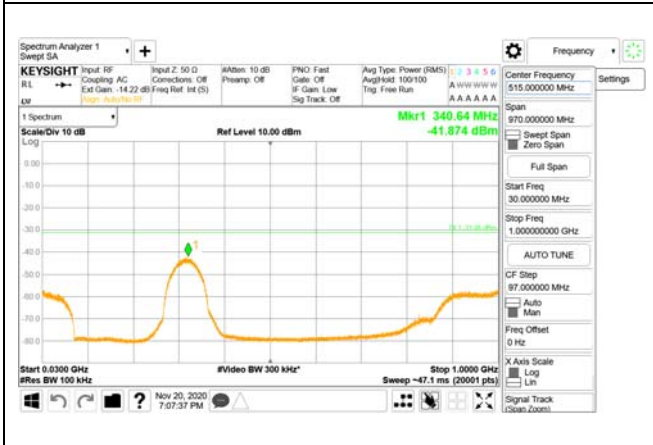 Spectrum Analyzer 1
Swept SA
Frequency
KEYSIGHT
RL
Input: RF
Coupling: AC
Ext Gain: -14.22 dB
Align: Auto/No RF
Input Z: 50 Ω
Corrections: Off
Freq Ref: Int (S)
#Atten: 10 dB
Preamp: Off
PNO: Fast
Gate: Off
IF Gain: Low
Sig Track: Off
Avg Type: Power (RMS)
Avg|Hold: 100/100
Trig: Free Run
1 2 3 4 5 6
A W W W W W
A A A A A A
1 Spectrum
Scale/Div 10 dB
Log
Ref Level 10.00 dBm
Mkr1 340.64 MHz
-41.874 dBm
0.00
-10.0
-20.0
-30.0
-40.0
-50.0
-60.0
-70.0
-80.0
1
Start 0.0300 GHz
#Res BW 100 kHz
#Video BW 300 kHz*
Stop 1.0000 GHz
Sweep ~47.1 ms (20001 pts)
Nov 20, 2020
7:07:37 PM
Center Frequency
515.000000 MHz
Settings
Span
970.000000 MHz
Swept Span
Zero Span
Full Span
Start Freq
30.000000 MHz
Stop Freq
1.000000000 GHz
AUTO TUNE
CF Step
97.000000 MHz
Auto
Man
Freq Offset
0 Hz
X Axis Scale
Log
Lin
Signal Track
(Span Zoom)